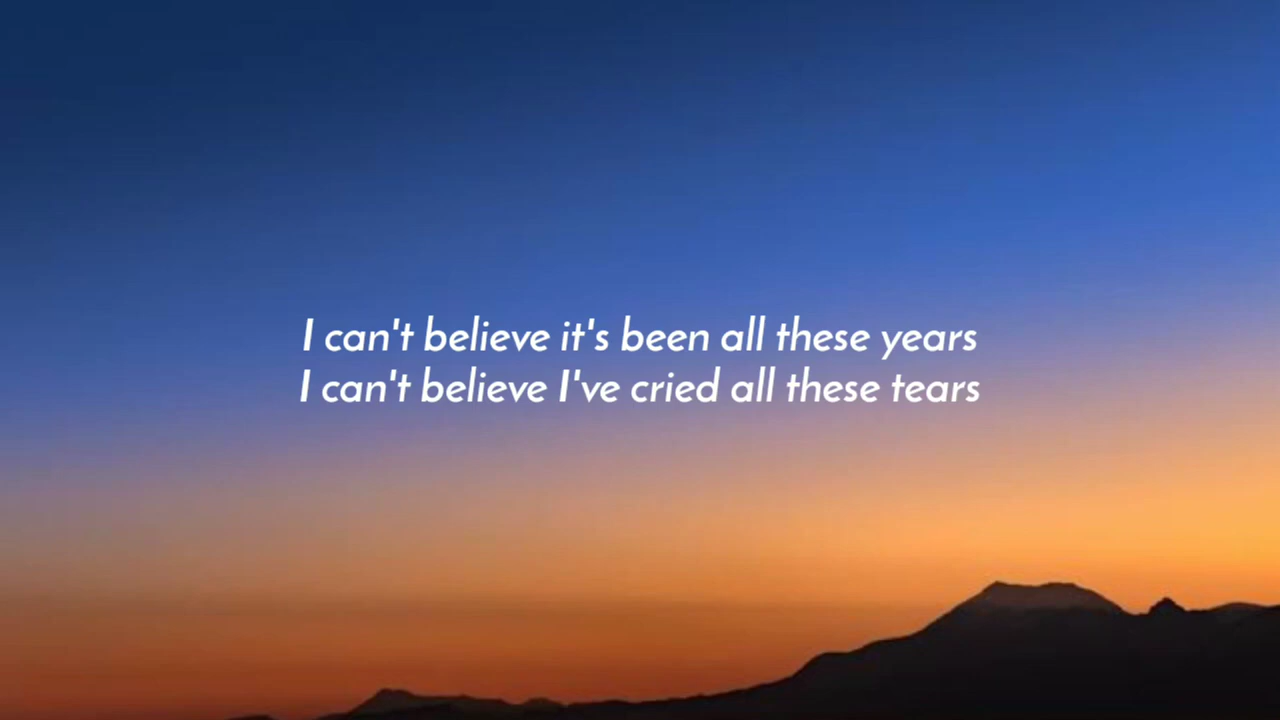 I can't believe it's been all these years
I can't believe I've cried all these tears